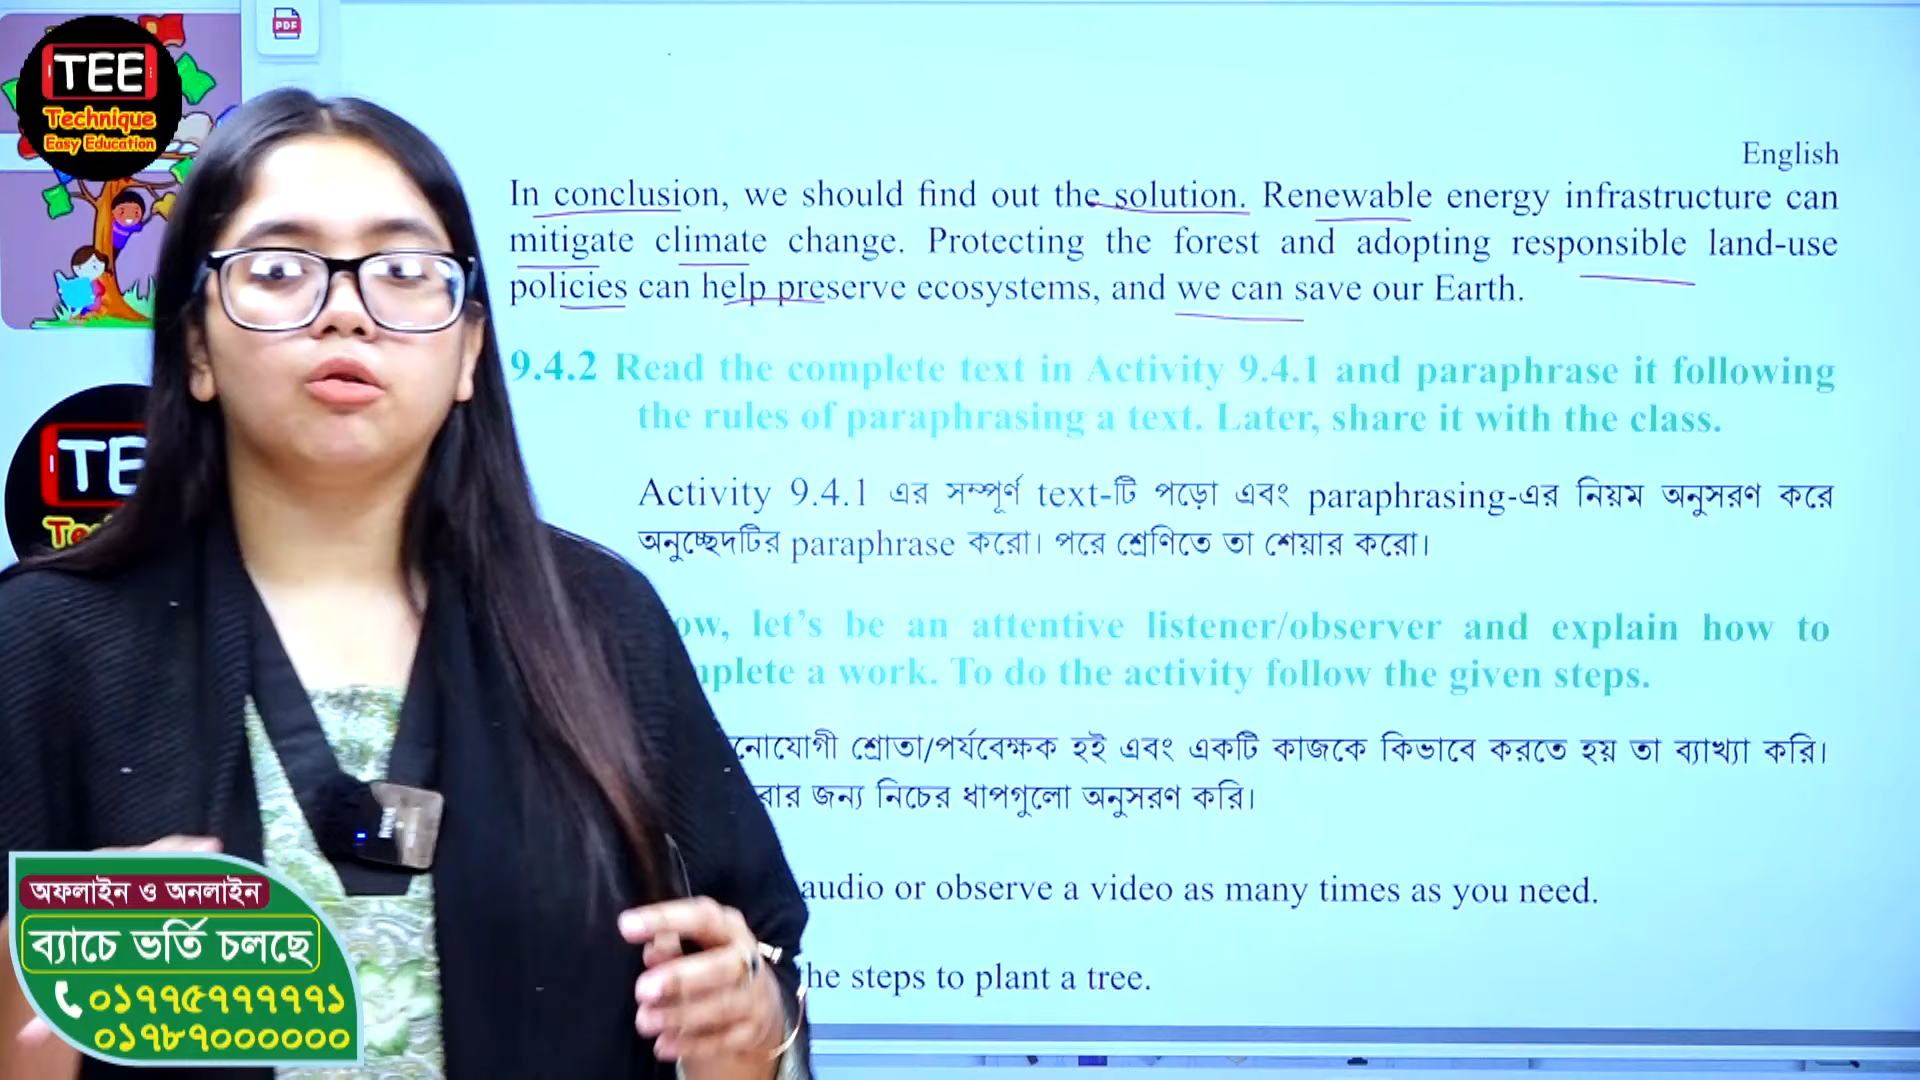 TEE
Technique
Easy Education
PDF
English
In conclusion, we should find out the solution. Renewable energy infrastructure can
mitigate climate change. Protecting the forest and adopting responsible land-use
policies can help preserve ecosystems, and we can save our Earth.
9.4.2 Read the complete text in Activity 9.4.1 and paraphrase it following
the rules of paraphrasing a text. Later, share it with the class.
Activity 9.4.1 এর সম্পূর্ণ text-টি পড়ো এবং paraphrasing-এর নিয়ম অনুসরণ করে
অনুচ্ছেদটির paraphrase করো। পরে শ্রেণিতে তা শেয়ার করো।
ow, let's be an attentive listener/observer and explain how to
mplete a work. To do the activity follow the given steps.
নোযোগী শ্রোতা/পর্যবেক্ষক হই এবং একটি কাজকে কিভাবে করতে হয় তা ব্যাখ্যা করি।
বার জন্য নিচের ধাপগুলো অনুসরণ করি।
audio or observe a video as many times as you need.
the steps to plant a tree.
TE
Te
অফলাইন ও অনলাইন
ব্যাচে ভর্তি চলছে
০১৭৭৫৭৭৭৭৭১
০১৭৮৭০০০০০০